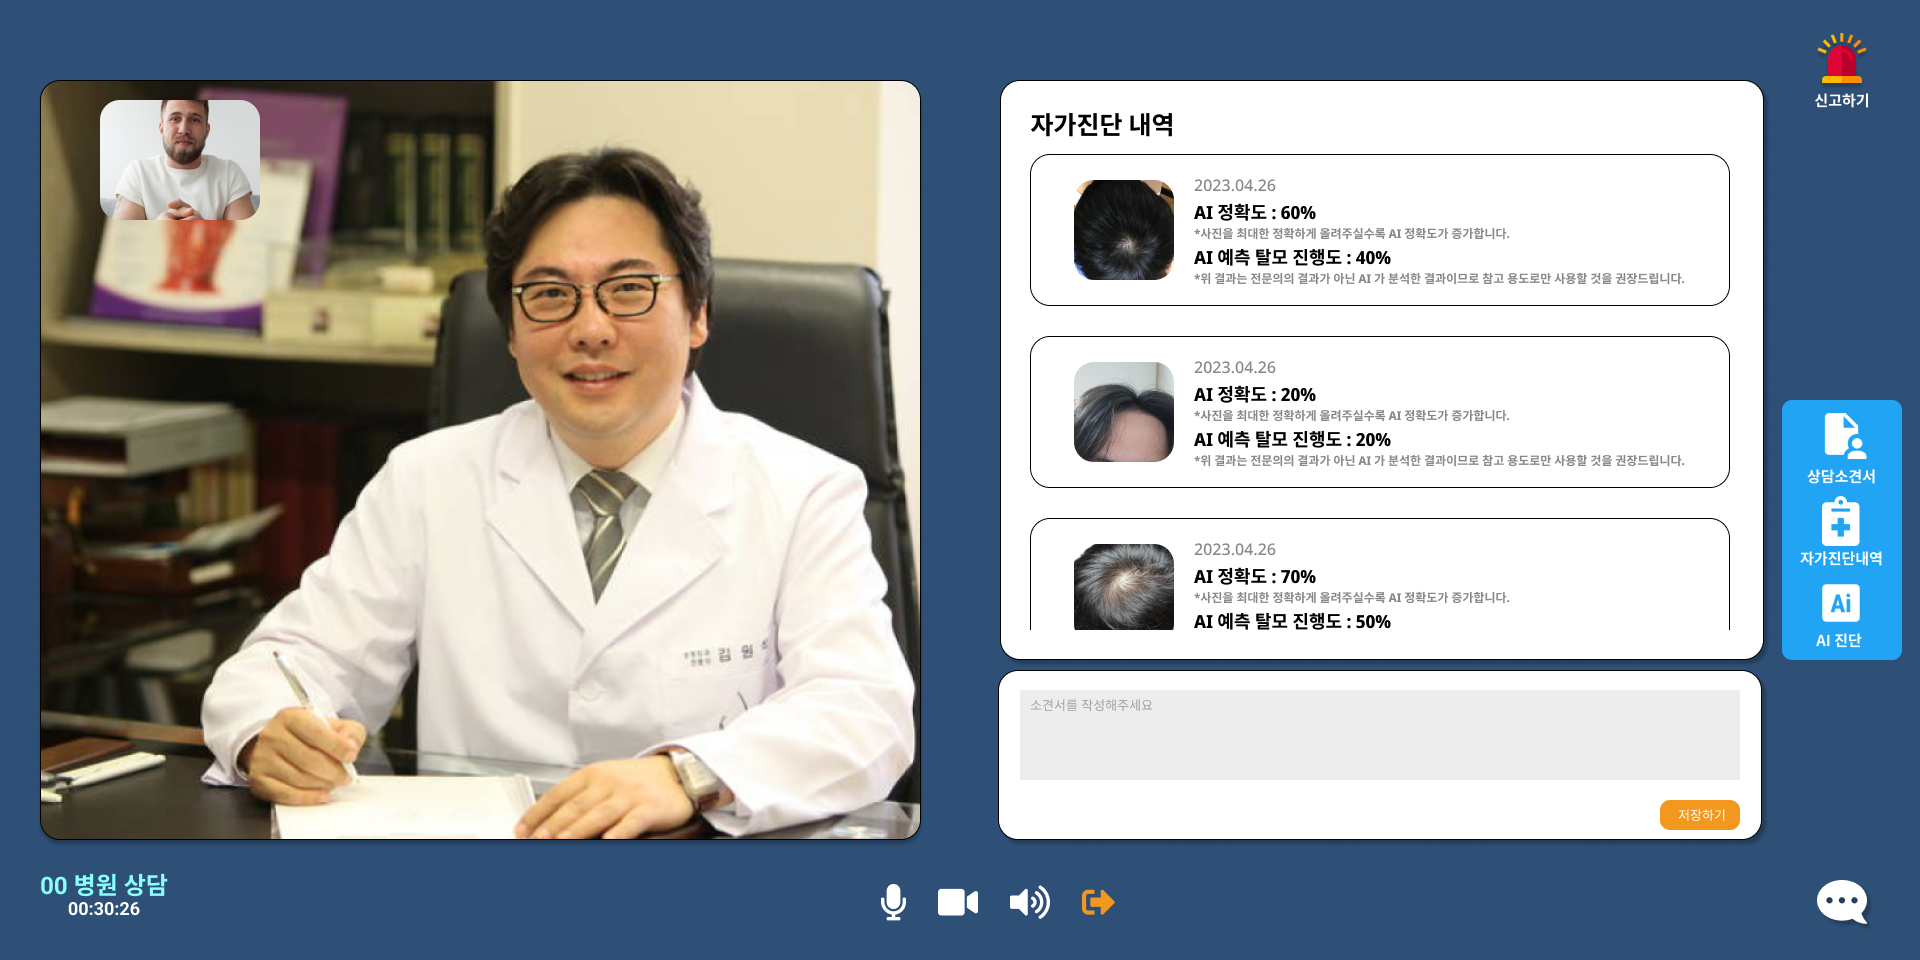 신고하기
자가진단 내역
2023.04.26
AI 정확도 : 60%
*사진을 최대한 정확하게 올려주실수록 AI 정확도가 증가합니다.
AI 예측 탈모 진행도 : 40%
*위 결과는 전문의의 결과가 아닌 AI 가 분석한 결과이므로 참고 용도로만 사용할 것을 권장드립니다.
2023.04.26
AI 정확도 : 20%
*사진을 최대한 정확하게 올려주실수록 AI 정확도가 증가합니다.
AI 예측 탈모 진행도 : 20%
*위 결과는 전문의의 결과가 아닌 AI 가 분석한 결과이므로 참고 용도로만 사용할 것을 권장드립니다.
2023.04.26
AI 정확도 : 70%
*사진을 최대한 정확하게 올려주실수록 AI 정확도가 증가합니다.
AI 예측 탈모 진행도 : 50%
상담소견서
자가진단내역
Ai
AI 진단
김 원
소견서를 작성해주세요
저장하기
00 병원 상담
00:30:26